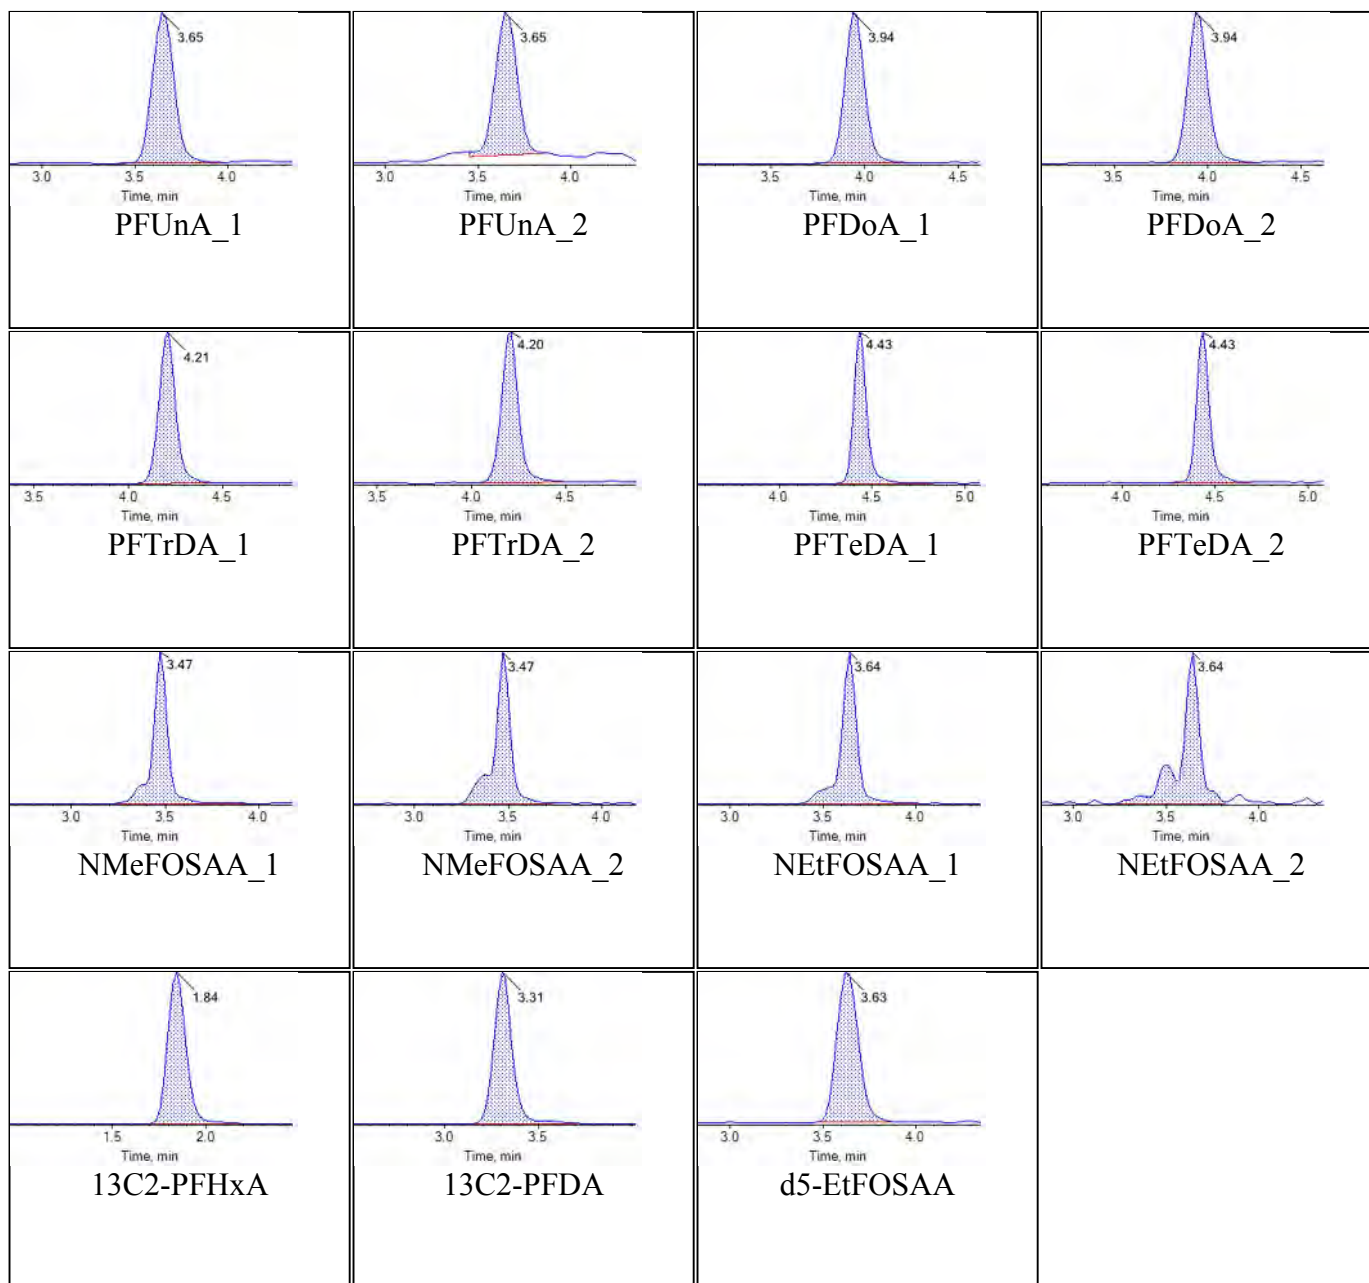 3.65
3.0 3.5 4.0
Time, min
PFUnA_1
3.65
3.0 3.5 4.0
Time, min
PFUnA_2
3.94
3.5 4.0 4.5
Time, min
PFDoA_1
3.94
3.5 4.0 4.5
Time, min
PFDoA_2
4.21
3.5 4.0 4.5
Time, min
PFTrDA_1
4.20
3.5 4.0 4.5
Time, min
PFTrDA_2
4.43
4.0 4.5 5.0
Time, min
PFTeDA_1
4.43
4.0 4.5 5.0
Time, min
PFTeDA_2
3.47
3.0 3.5 4.0
Time, min
NMeFOSAA_1
3.47
3.0 3.5 4.0
Time, min
NMeFOSAA_2
3.64
3.0 3.5 4.0
Time, min
NEtFOSAA_1
3.64
3.0 3.5 4.0
Time, min
NEtFOSAA_2
1.84
1.5 2.0
Time, min
13C2-PFHxA
3.31
3.0 3.5
Time, min
13C2-PFDA
3.63
3.0 3.5 4.0
Time, min
d5-EtFOSAA